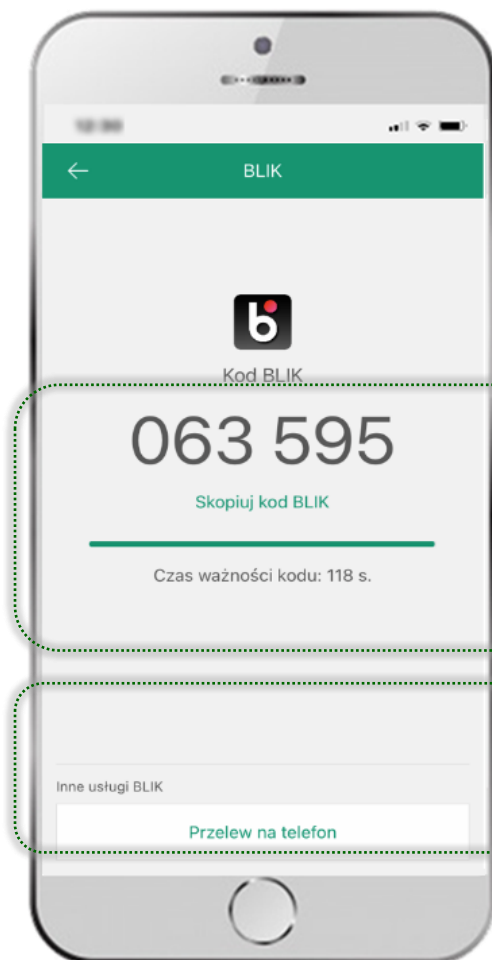 BLIK
Kod BLIK
063 595
Skopiuj kod BLIK
Czas ważności kodu: 118 s.
Inne usługi BLIK
Przelew na telefon